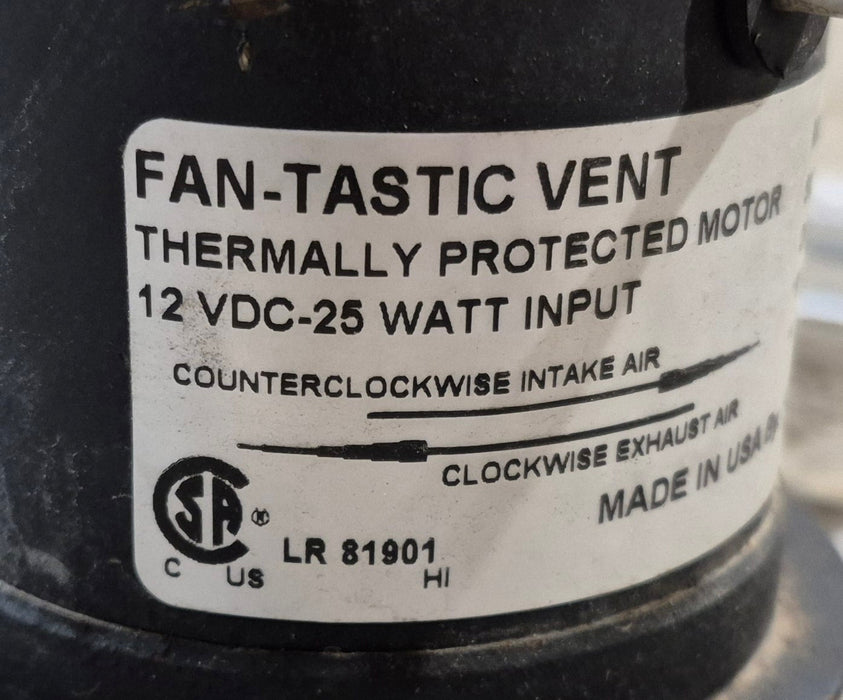 FAN-TASTIC VENT
THERMALLY PROTECTED MOTOR
12 VDC-25 WATT INPUT
COUNTERCLOCKWISE INTAKE AIR
CLOCKWISE EXHAUST AIR
MADE IN USA
CSA ®
LR 81901
C US
HI